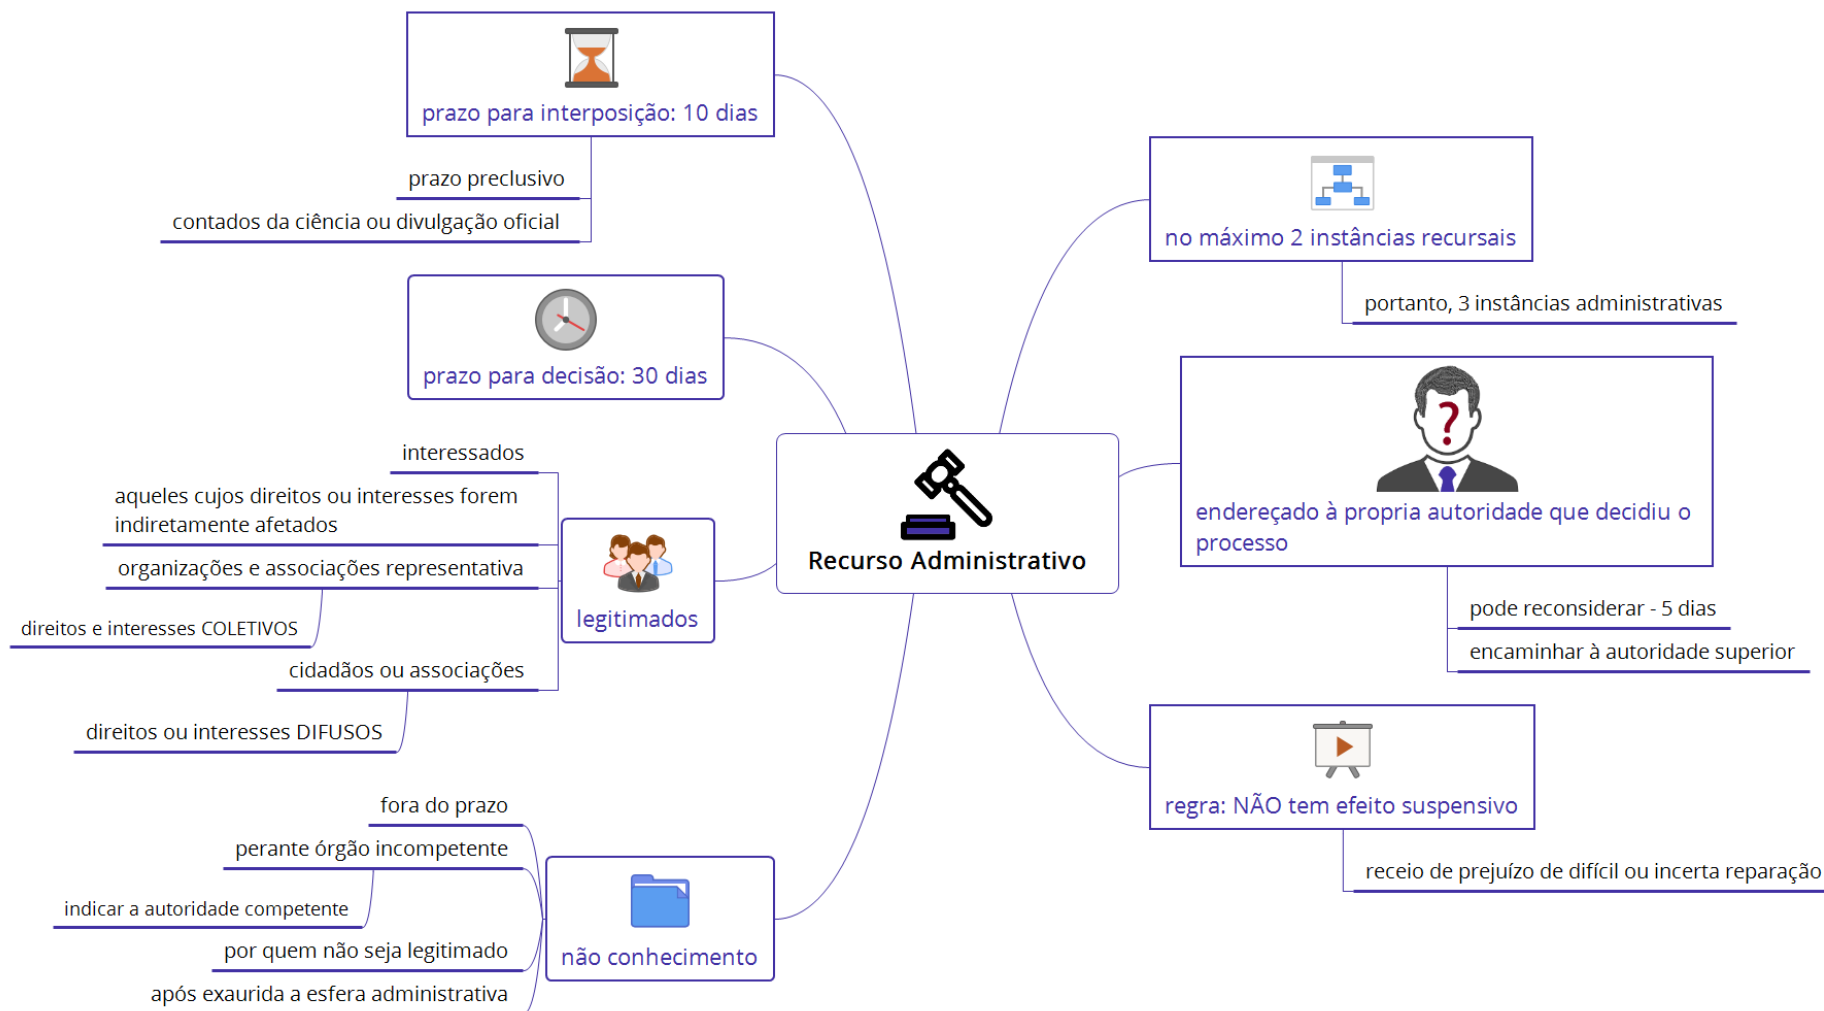 prazo para interposição: 10 dias
prazo preclusivo
contados da ciência ou divulgação oficial
prazo para decisão: 30 dias
interessados
aqueles cujos direitos ou interesses forem
indiretamente afetados
organizações e associações representativa
direitos e interesses COLETIVOS
cidadãos ou associações
direitos ou interesses DIFUSOS
legitimados
fora do prazo
perante órgão incompetente
indicar a autoridade competente
por quem não seja legitimado
após exaurida a esfera administrativa
não conhecimento
Recurso Administrativo
no máximo 2 instâncias recursais
portanto, 3 instâncias administrativas
?
endereçado à propria autoridade que decidiu o
processo
pode reconsiderar - 5 dias
encaminhar à autoridade superior
regra: NÃO tem efeito suspensivo
receio de prejuízo de difícil ou incerta reparação